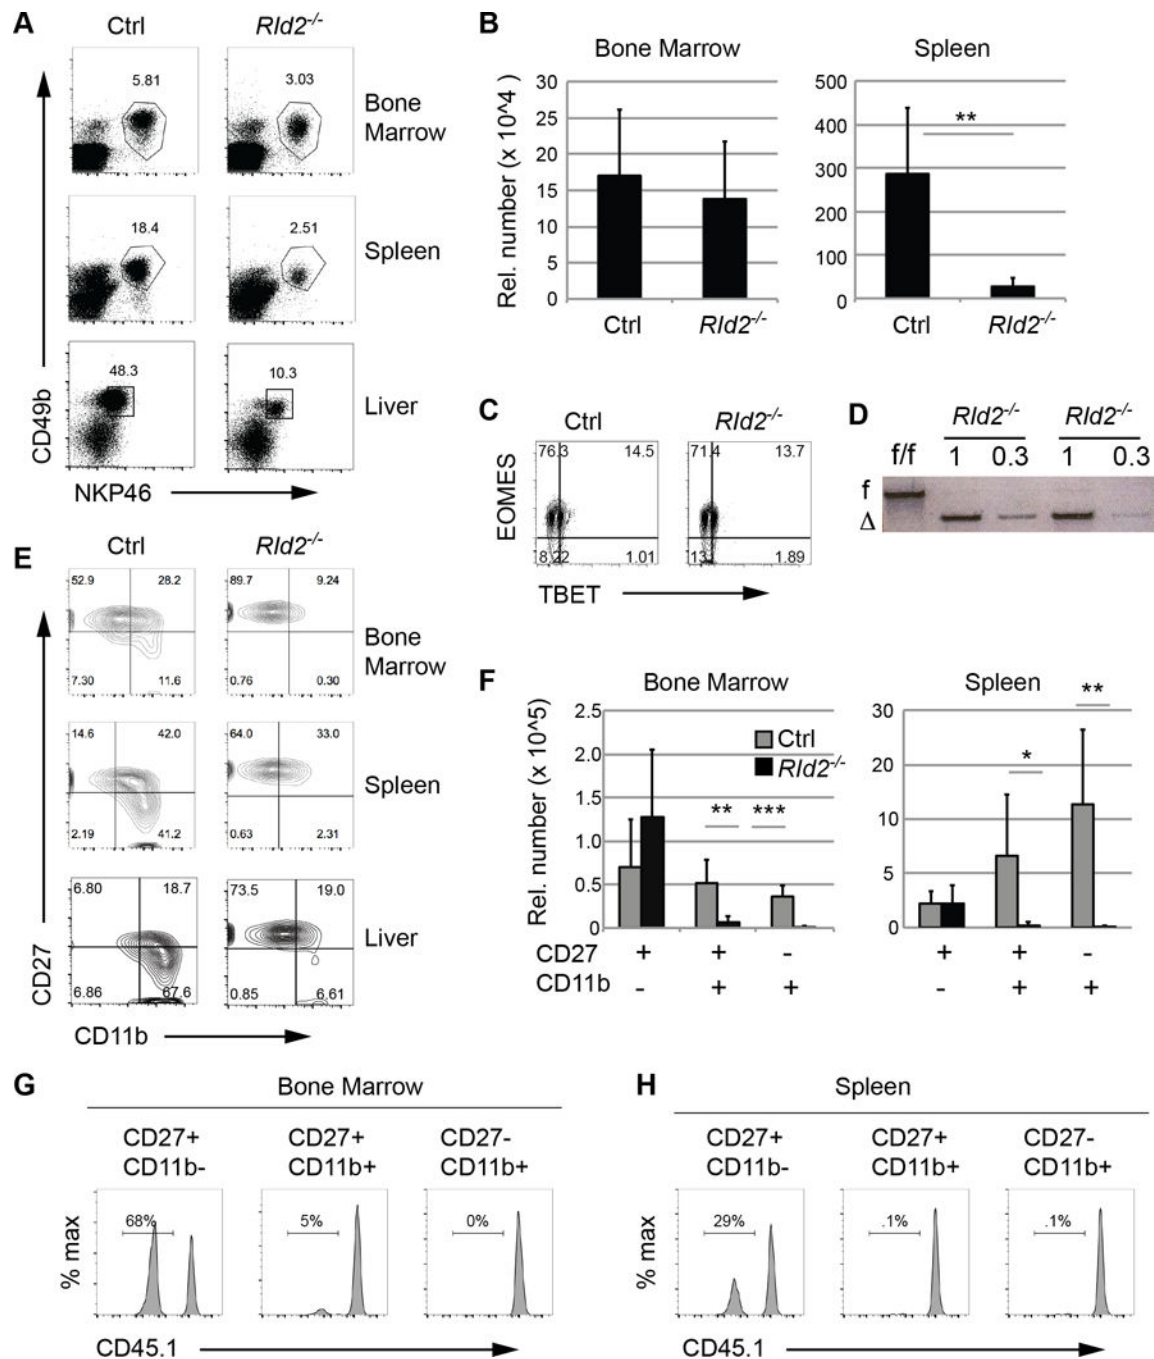 A
Ctrl
Rld2-/-
5.81
3.03
Bone
Marrow
18.4
2.51
Spleen
48.3
10.3
Liver
CD49b
NKP46
B
Bone Marrow
Spleen
Rel. number (x 10^4)
30
25
20
15
10
5
0
Ctrl
Rld2-/-
500
400
300
200
100
0
**
Ctrl
Rld2-/-
C
Ctrl
Rld2-/-
76.3
14.5
8.22
1.01
71.4
13.7
13.
1.89
EOMES
TBET
D
Rld2-/-
Rld2-/-
f/f
1
0.3
1
0.3
f
Δ
E
Ctrl
Rld2-/-
52.9
28.2
7.30
11.6
89.7
9.24
0.76
0.30
Bone
Marrow
14.6
42.0
2.19
41.2
64.0
33.0
0.63
2.31
Spleen
6.80
18.7
6.86
67.6
73.5
19.0
0.85
6.61
Liver
CD27
CD11b
F
Bone Marrow
Spleen
Rel. number (x 10^5)
2.5
2.0
1.5
1.0
0.5
0
Ctrl
Rld2-/-
**
***
30
20
10
5
0
*
**
CD27
+
+
-
+
+
-
CD11b
-
+
+
-
+
+
G
Bone Marrow
CD27+
CD11b-
CD27+
CD11b+
CD27-
CD11b+
68%
5%
0%
% max
CD45.1
H
Spleen
CD27+
CD11b-
CD27+
CD11b+
CD27-
CD11b+
29%
.1%
.1%
% max
CD45.1